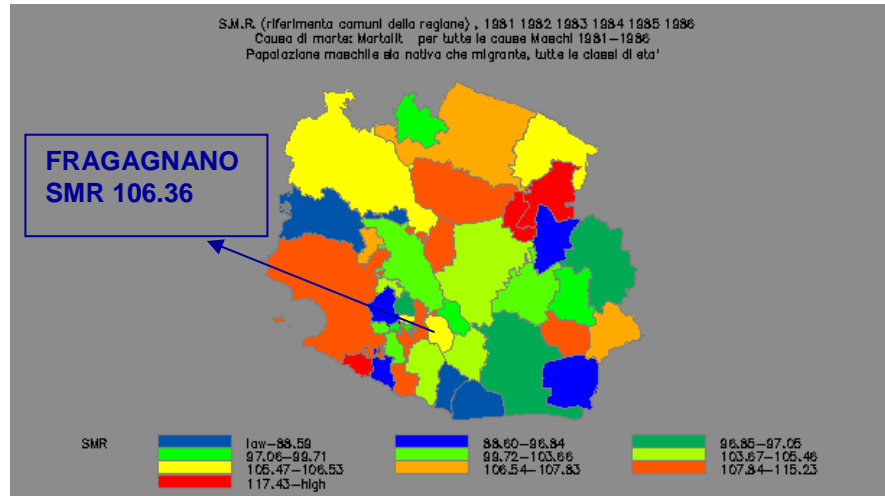 S.M.R. (riferimento comuni della regione) , 1981 1982 1983 1984 1985 1986
Causa di morte: Mortalit per tutte le cause Maschi 1981-1986
Popolazione maschile sia nativa che migrante, tutte le classi di eta'
FRAGAGNANO
SMR 106.36
SMR
low-88.59 88.60-96.84 96.85-97.05
97.06-99.71 99.72-103.66 103.67-105.46
105.47-106.53 106.54-107.83 107.84-115.23
117.43-high